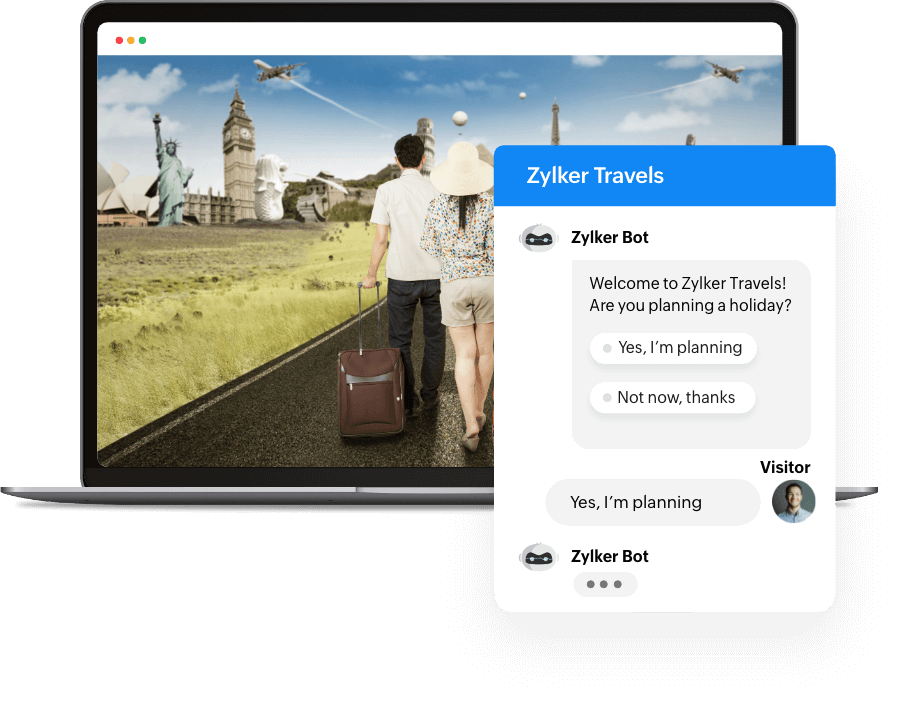 Zylker Travels
Zylker Bot
Welcome to Zylker Travels!
Are you planning a holiday?
Yes, I’m planning
Not now, thanks
Visitor
Yes, I’m planning
Zylker Bot